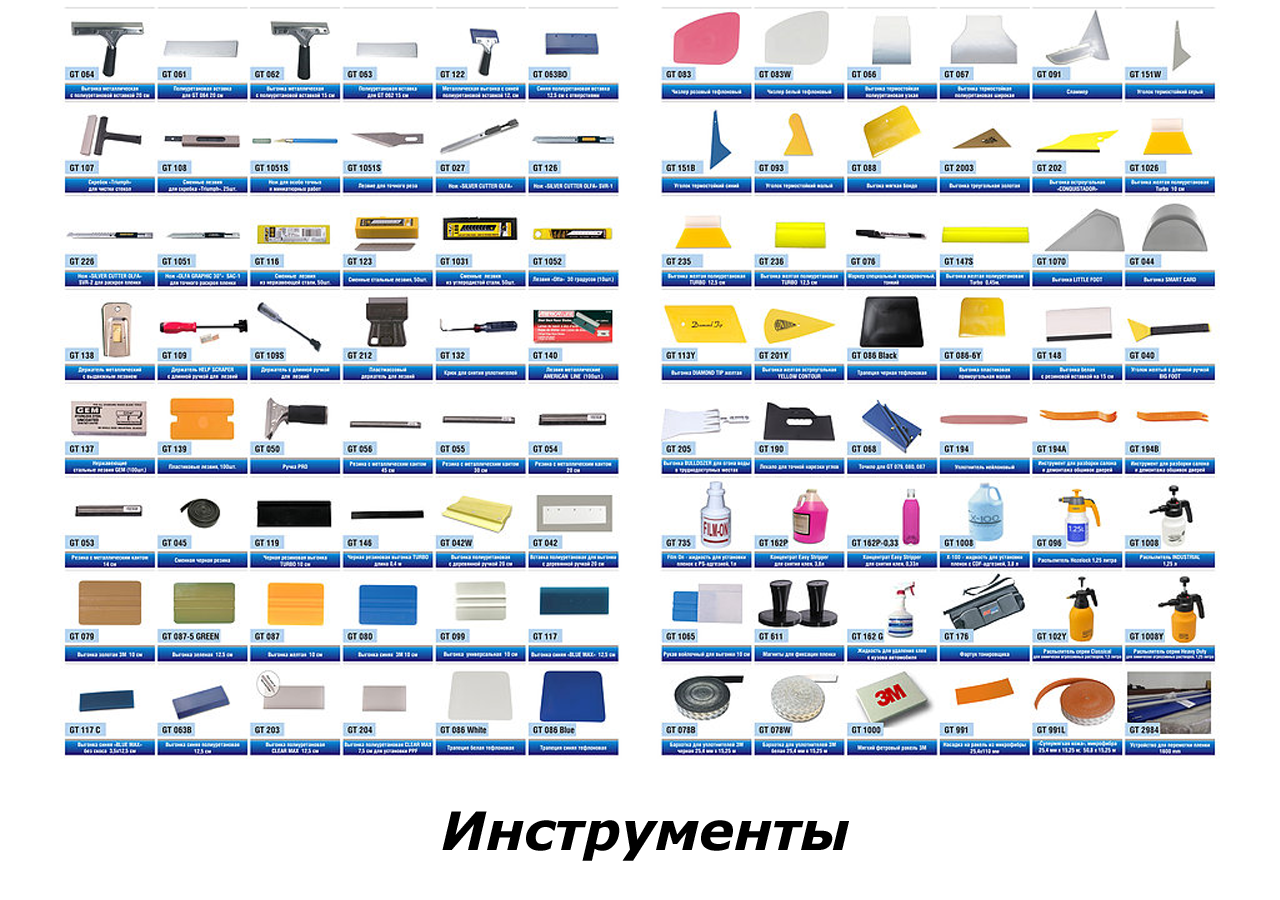 GT 064 GT 061 GT 062 GT 063 GT 122 GT 063BO
Выгонка металлическая Полиуретановая вставка Выгонка металлическая Полиуретановая вставка Металлическая выгонка с синей Синяя полиуретановая вставка
с полиуретановой вставкой 20 см для GT 064 20 см с полиуретановой вставкой 15 см для GT 062 15 см полиуретановой вставкой 12, см 12,5 см с отверстиями
GT 107 GT 108 GT 1051S GT 1051S GT 027 GT 126
Скребок «Triumph» Сменные лезвия Нож для особо точных Лезвие для точного реза Нож «SILVER CUTTER OLFA» Нож «SILVER CUTTER OLFA» SVR-1
для чистки стекол для скребка «Triumph», 25шт. и миниатюрных работ
GT 226 GT 1051 GT 116 GT 123 GT 1031 GT 1052
Нож «SILVER CUTTER OLFA» Нож «OLFA GRAPHIC 30°» SAC-1 Сменные лезвия Сменные стальные лезвия, 50шт. Сменные лезвия Лезвия «Olfa» 30 градусов (10шт.)
SVR-2 для раскроя пленки для точного раскроя пленки из нержавеющей стали, 50шт. из углеродистой стали, 50шт.
GT 138 GT 109 GT 109S GT 212 GT 132 GT 140
Держатель металлический Держатель HELP SCRAPER Держатель с длинной ручкой Пластмассовый Крюк для снятия уплотнителей Лезвия металлические
с выдвижным лезвием с длинной ручкой для лезвий для лезвий держатель для лезвий AMERICAN LINE (100шт.)
GEM
GT 137 GT 139 GT 050 GT 056 GT 055 GT 054
Нержавеющие Пластиковые лезвия, 100шт. Ручка PRO Резина с металлическим кантом Резина с металлическим кантом Резина с металлическим кантом
стальные лезвия GEM (100шт.) 45 см 30 см 20 см
GT 053 GT 045 GT 119 GT 146 GT 042W GT 042
Резина с металлическим кантом Сменная черная резина Черная резиновая выгонка Черная резиновая выгонка TURBO Выгонка полиуретановая Вставка полиуретановая для выгонки
14 см TURBO 10 см длина 0,4 м с деревянной ручкой 20 см с деревянной ручкой 20 см
GT 079 GT 087-5 GREEN GT 087 GT 080 GT 099 GT 117
Выгонка золотая 3М 10 см Выгонка зеленая 12.5 см Выгонка желтая 10 см Выгонка синяя 3М 10 см Выгонка универсальная 10 см Выгонка синяя «BLUE MAX» 12,5 см
GT 117 C GT 063B GT 203 GT 204 GT 086 White GT 086 Blue
Выгонка синяя «BLUE MAX» Выгонка синяя полиуретановая Выгонка полиуретановая Выгонка полиуретановая CLEAR MAX Трапеция белая тефлоновая Трапеция синяя тефлоновая
без скоса 3,5х12,5 см 12,5 см CLEAR MAX 12,5 см 7,5 см для установки PPF
GT 083 GT 083W GT 066 GT 067 GT 091 GT 151W
Чизлер розовый тефлоновый Чизлер белый тефлоновый Выгонка термостойкая Выгонка термостойкая Сламмер Уголок термостойкий серый
полиуретановая узкая полиуретановая широкая
GT 151B GT 093 GT 088 GT 2003 GT 202 GT 1026
Уголок термостойкий синий Уголок термостойкий малый Выгонка мягкая бондо Выгонка треугольная золотая Выгонка остроугольная Выгонка желтая полиуретановая
«CONQUISTADOR» Turbo 10 см
GT 235 GT 236 GT 076 GT 147S GT 1070 GT 044
Выгонка желтая полиуретановая Выгонка желтая полиуретановая Маркер специальный маскировочный, Выгонка желтая полиуретановая Выгонка LITTLE FOOT Выгонка SMART CARD
TURBO 12,5 см TURBO 12,5 см тонкий Turbo 0,45м.
Diamond Tip
GT 113Y GT 201Y GT 086 Black GT 086-6Y GT 148 GT 040
Выгонка DIAMOND TIP желтая Выгонка желтая остроугольная Трапеция черная тефлоновая Выгонка пластиковая Выгонка белая Уголок желтый с длинной ручкой
YELLOW CONTOUR прямоугольная малая с резиновой вставкой на 15 см BIG FOOT
GT 205 GT 190 GT 068 GT 194 GT 194A GT 194B
Выгонка BULLDOZER для отгона воды Лекало для точной нарезки углов Точило для GT 079, 080, 087 Уплотнитель нейлоновый Инструмент для разборки салона Инструмент для разборки салона
в труднодоступных местах и демонтажа обшивок дверей и демонтажа обшивок дверей
FILM-ON X-100 1,25L
GT 735 GT 162P GT 162P-0,33 GT 1008 GT 096 GT 1008
Film On - жидкость для установки Концентрат Easy Stripper Концентрат Easy Stripper X-100 - жидкость для установки Распылитель Hozelock 1,25 литра Распылитель INDUSTRIAL
пленок с PS-адгезией, 1л для снятия клея, 3,8л для снятия клея, 0,33л пленок с CDF-адгезией, 3,8 л 1,25 л
GT 1065 GT 611 GT 162 G GT 176 GT 102Y GT 1008Y
Рукав войлочный для выгонки 10 см Магниты для фиксации пленки Жидкость для удаления клея Фартук тонировщика Распылитель серии Classical Распылитель серии Heavy Duty
с кузова автомобиля
3M
GT 078B GT 078W GT 1000 GT 991 GT 991L GT 2984
Бархотка для уплотнителей 3М Бархотка для уплотнителей 3М Мягкий фетровый ракель 3М Насадка на ракель из микрофибры «Супермягкая кожа», микрофибра Устройство для перемотки пленки
черная 25,4 мм х 15,25 м белая 25,4 мм х 15,25 м 25,4х110 мм 25.4 мм х 15,25 м; 50,8 х 15,25 м 1600 mm
Инструменты